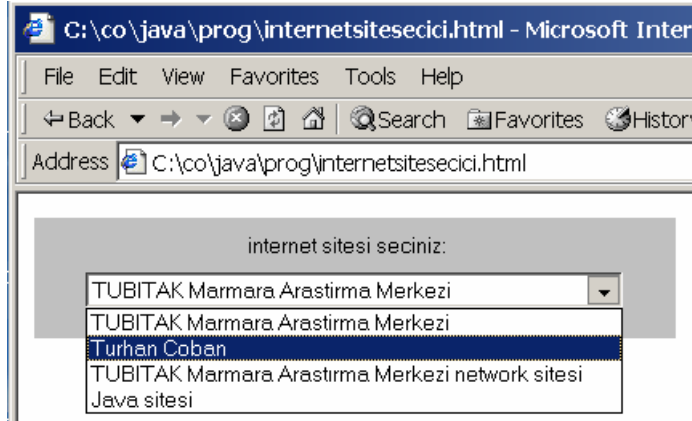 C:\co\java\prog\internetsitesecici.html - Microsoft Inter
File Edit View Favorites Tools Help
Back Search Favorites Histor
Address C:\co\java\prog\internetsitesecici.html
internet sitesi seciniz:
TUBITAK Marmara Arastirma Merkezi
TUBITAK Marmara Arastirma Merkezi
Turhan Coban
TUBITAK Marmara Arastırma Merkezi network sitesi
Java sitesi